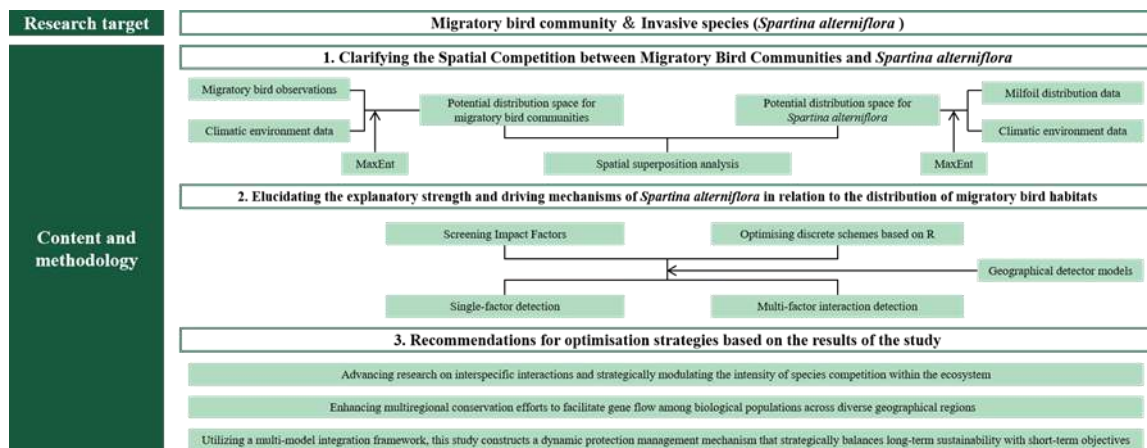 Research target
Migratory bird community & Invasive species (Spartina alterniflora )
Content and
methodology
1. Clarifying the Spatial Competition between Migratory Bird Communities and Spartina alterniflora
Migratory bird observations
Climatic environment data
MaxEnt
Potential distribution space for
migratory bird communities
Potential distribution space for
Spartina alterniflora
Milfoil distribution data
Climatic environment data
MaxEnt
Spatial superposition analysis
2. Elucidating the explanatory strength and driving mechanisms of Spartina alterniflora in relation to the distribution of migratory bird habitats
Screening Impact Factors
Optimising discrete schemes based on R
Geographical detector models
Single-factor detection
Multi-factor interaction detection
3. Recommendations for optimisation strategies based on the results of the study
Advancing research on interspecific interactions and strategically modulating the intensity of species competition within the ecosystem
Enhancing multiregional conservation efforts to facilitate gene flow among biological populations across diverse geographical regions
Utilizing a multi-model integration framework, this study constructs a dynamic protection management mechanism that strategically balances long-term sustainability with short-term objectives